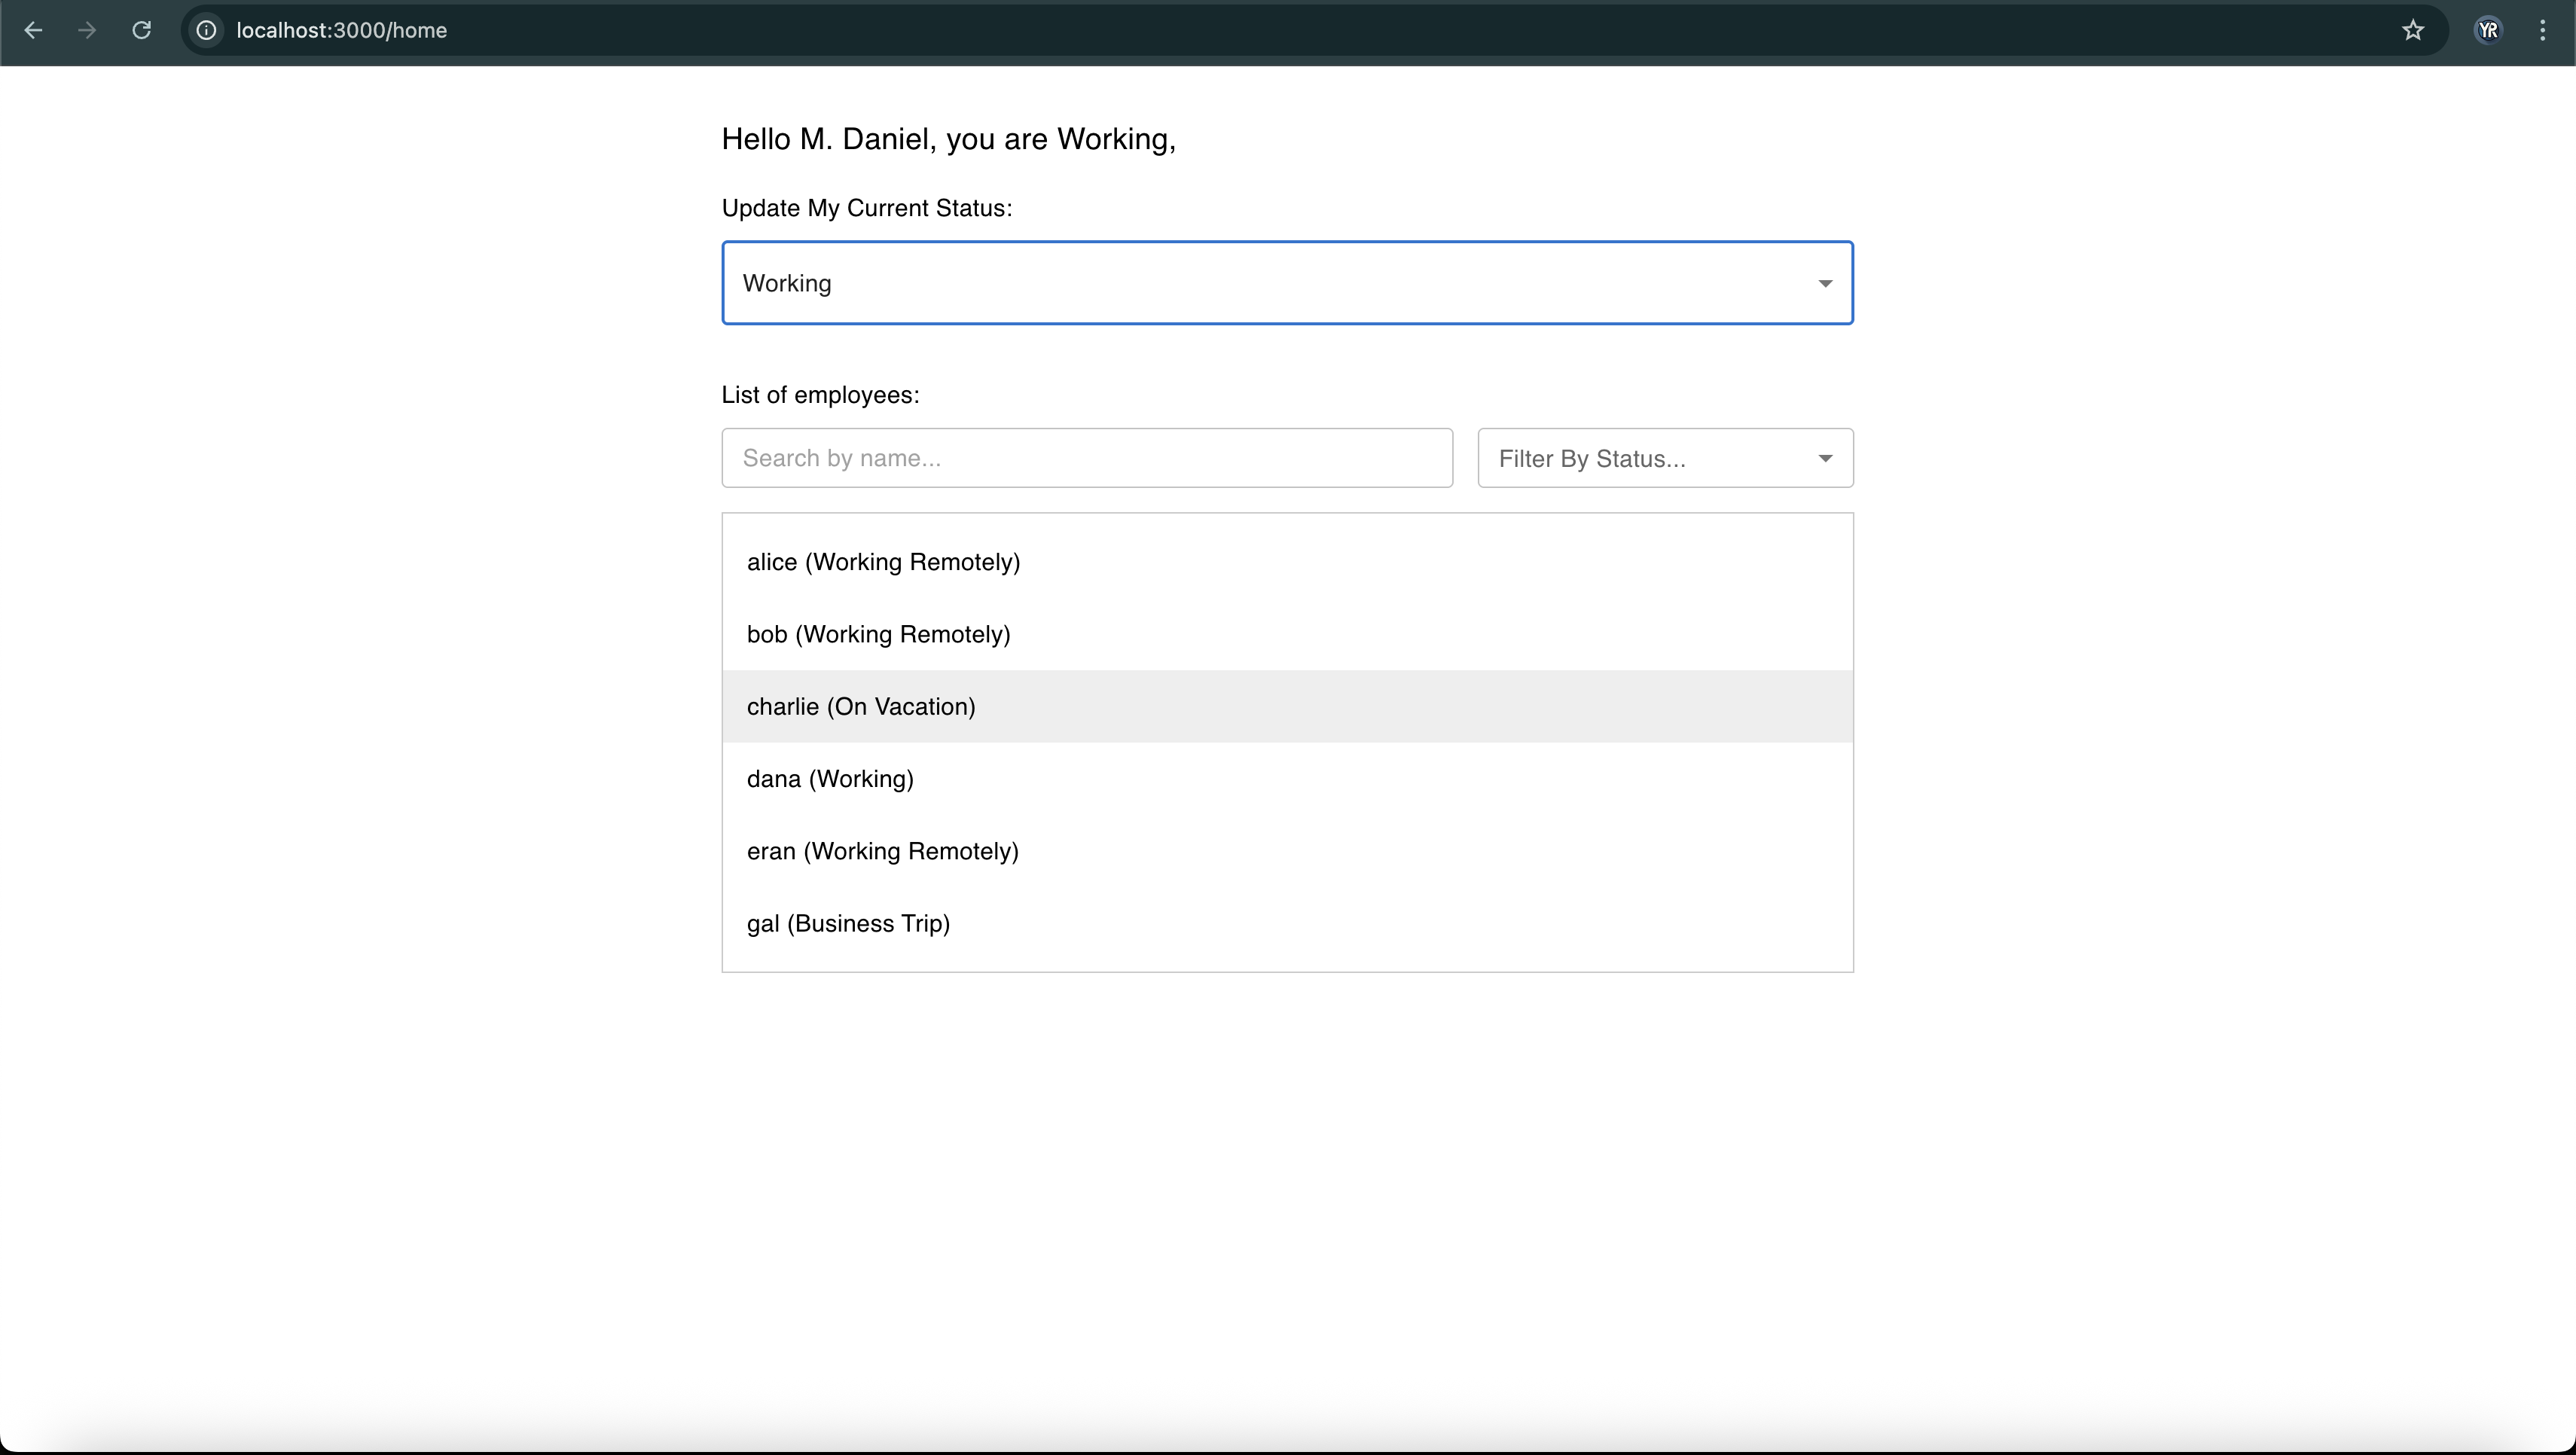 localhost:3000/home
YR
Hello M. Daniel, you are Working,
Update My Current Status:
Working
List of employees:
Search by name...
Filter By Status...
alice (Working Remotely)
bob (Working Remotely)
charlie (On Vacation)
dana (Working)
eran (Working Remotely)
gal (Business Trip)